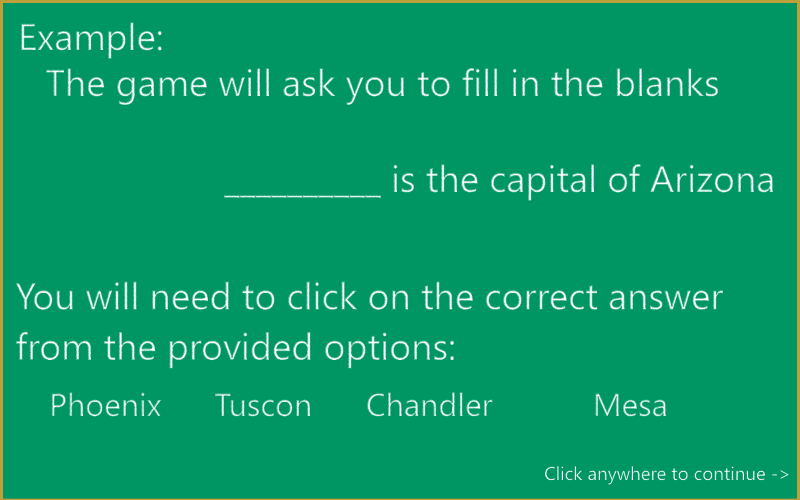 Example:
The game will ask you to fill in the blanks
__________ is the capital of Arizona
You will need to click on the correct answer
from the provided options:
Phoenix Tuscon Chandler Mesa
Click anywhere to continue ->